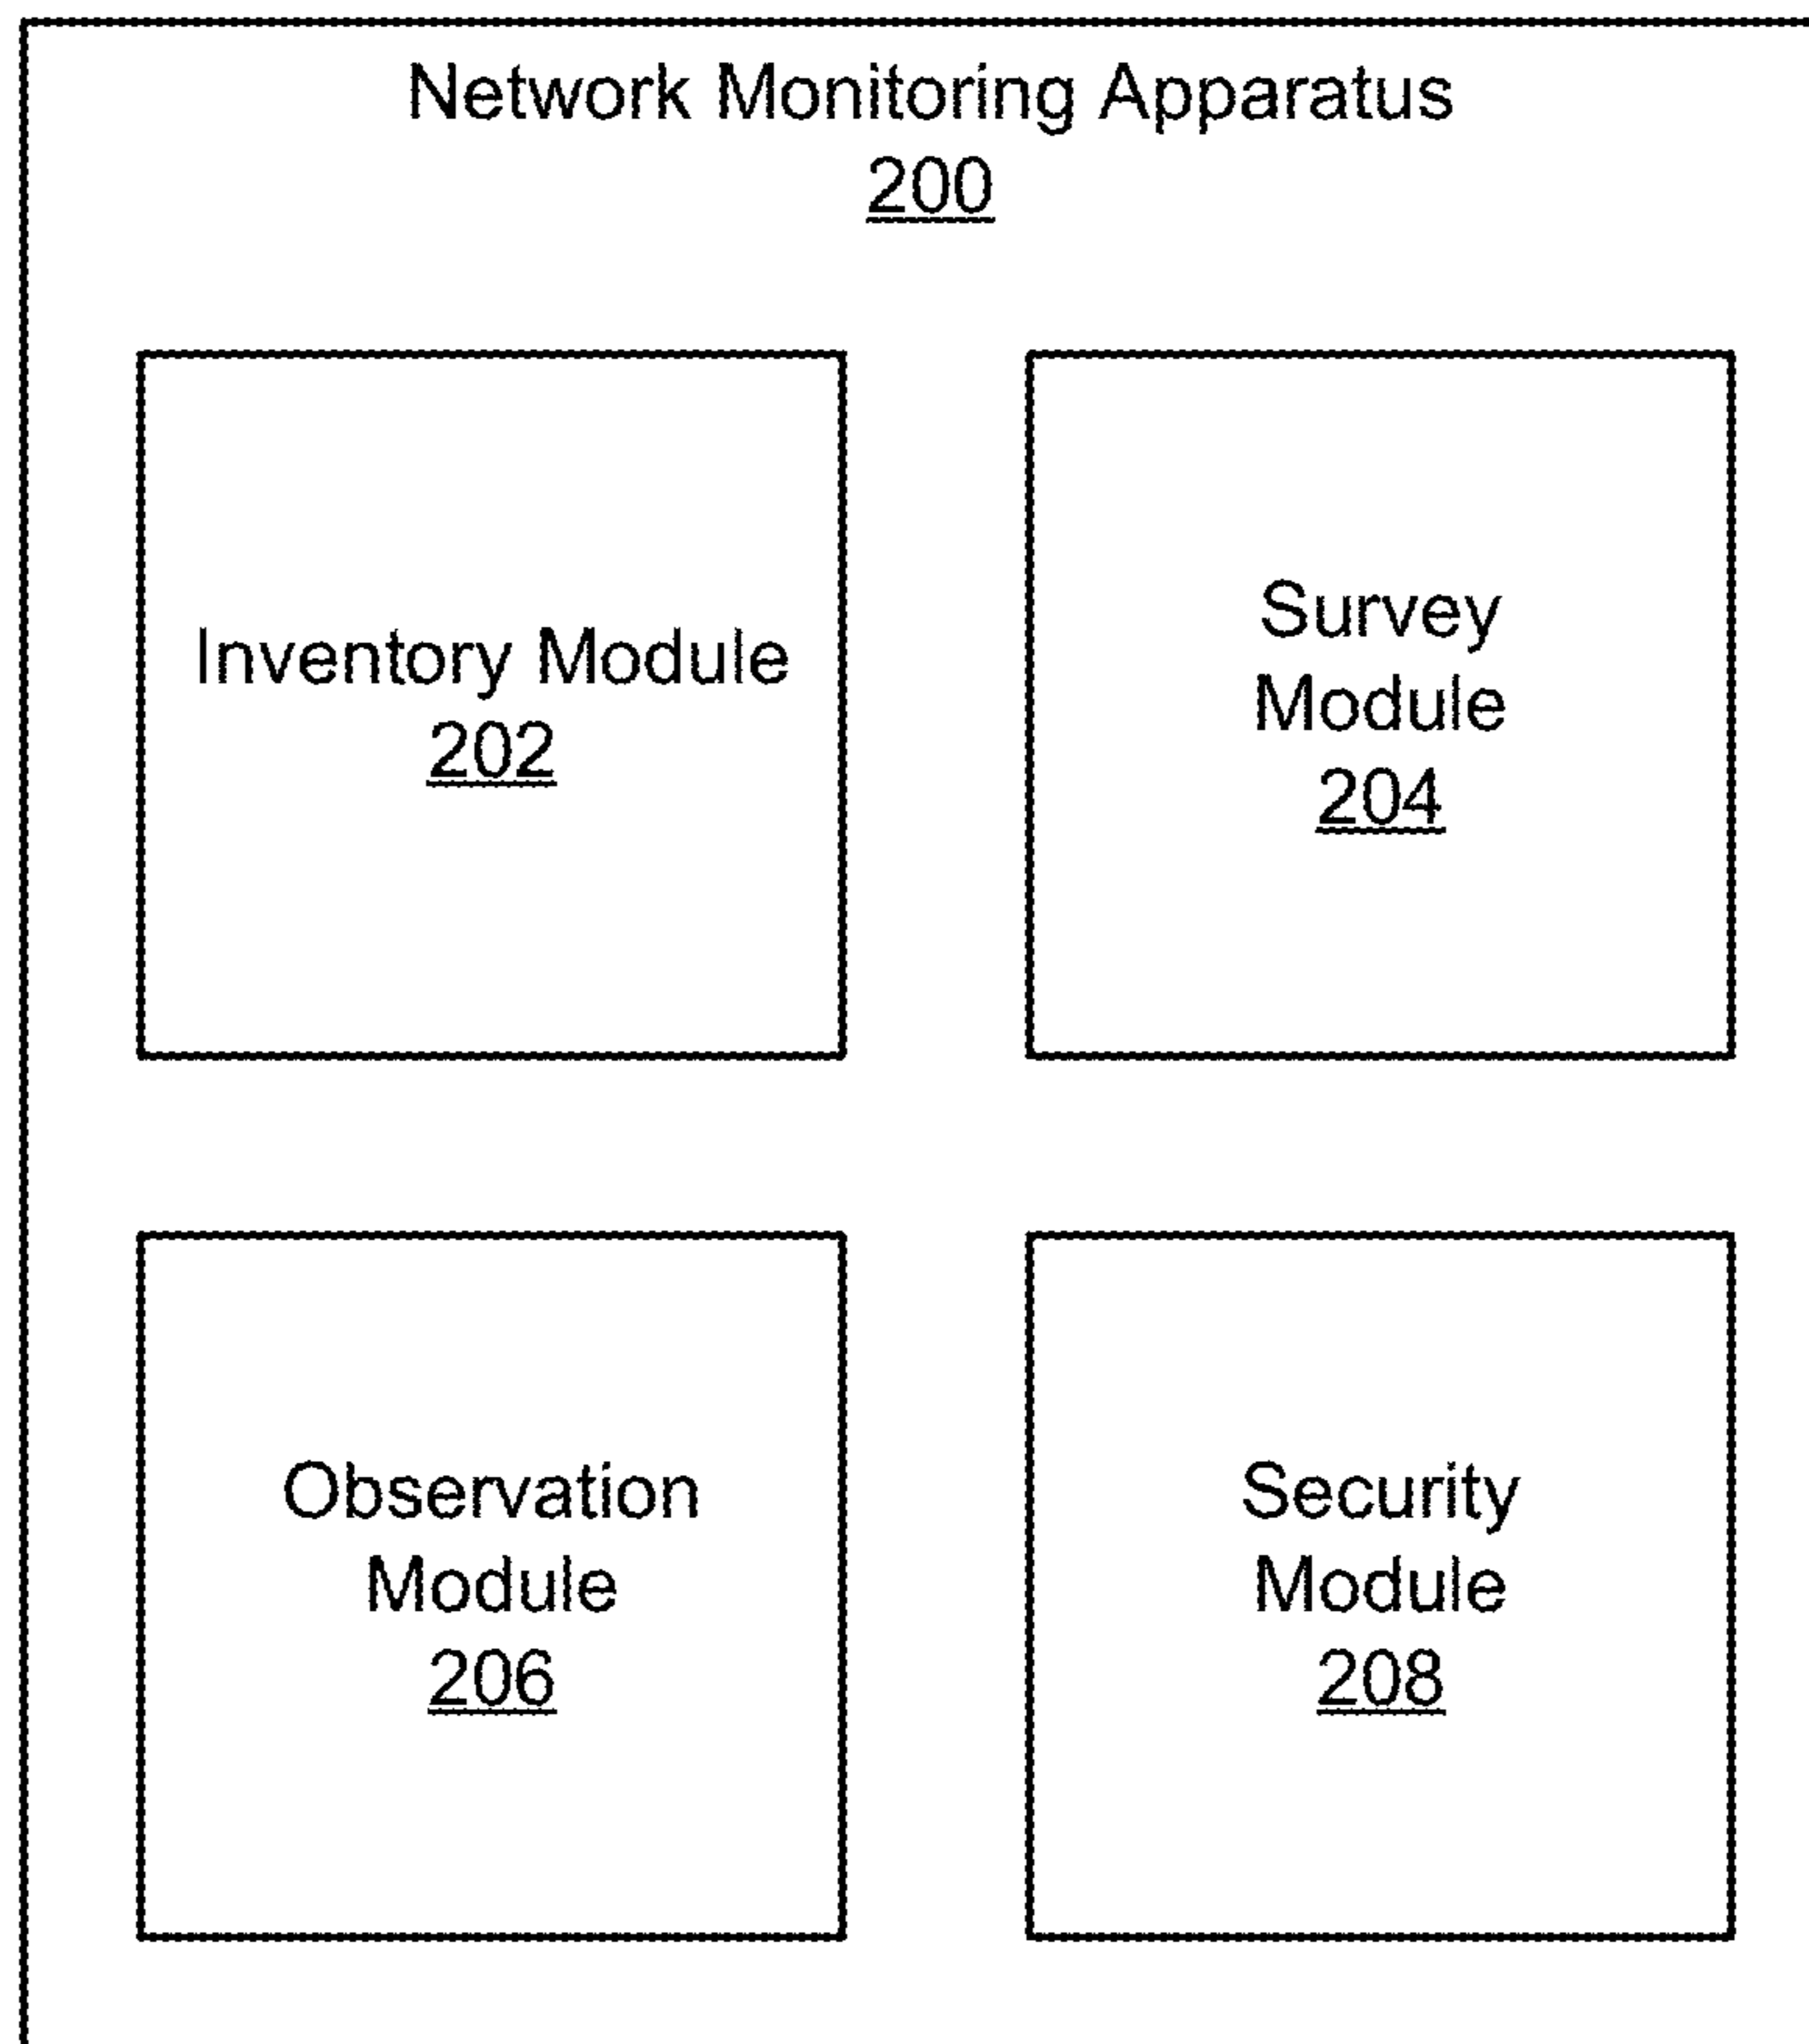 Network Monitoring Apparatus
200
Inventory Module
202
Survey
Module
204
Observation
Module
206
Security
Module
208